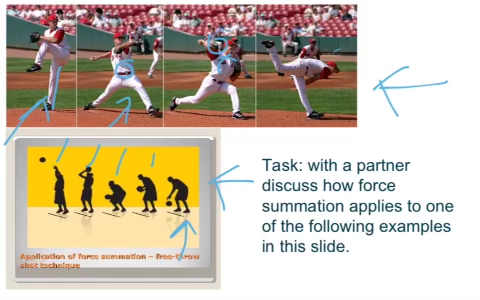 Task: with a partner
discuss how force
summation applies to one
of the following examples
in this slide.
Application of force summation – free-throw
shot technique